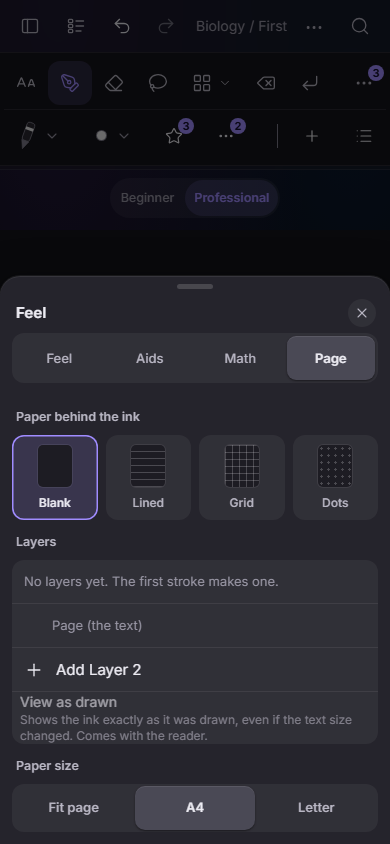 Biology / First
3
AA
3
2
Beginner Professional
Feel
Feel Aids Math Page
Paper behind the ink
Blank Lined Grid Dots
Layers
No layers yet. The first stroke makes one.
Page (the text)
+ Add Layer 2
View as drawn
Shows the ink exactly as it was drawn, even if the text size
changed. Comes with the reader.
Paper size
Fit page A4 Letter